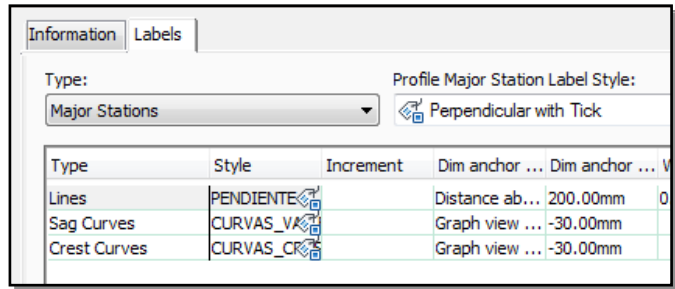 Information Labels
Type: Profile Major Station Label Style:
Major Stations Perpendicular with Tick
Type Style Increment Dim anchor ... Dim anchor ...
Lines PENDIENTE Distance ab... 200.00mm 0
Sag Curves Graph view ... -30.00mm
Crest Curves Graph view ... -30.00mm